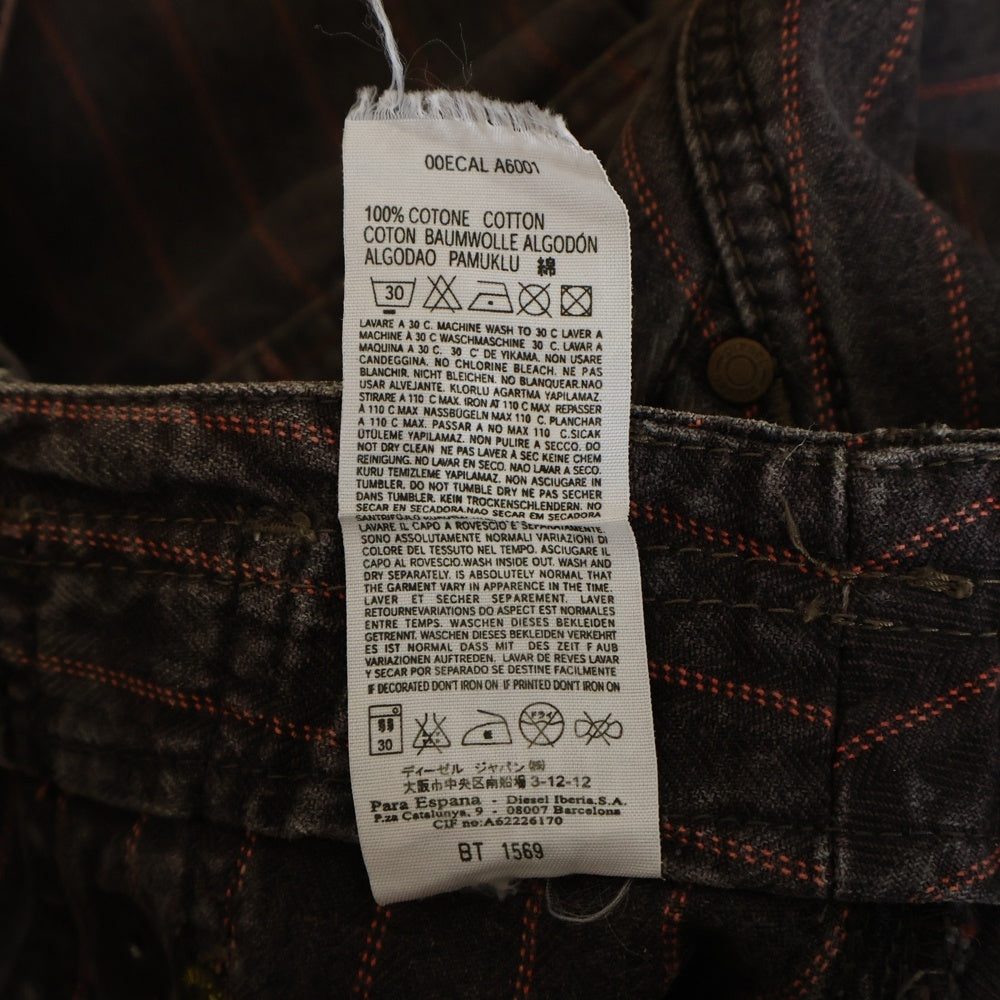 00ECAL A6001
100% COTONE COTTON
COTON BAUMWOLLE ALGODÓN
ALGODAO PAMUKLU 綿
30
LAVARE A 30 C. MACHINE WASH TO 30 C LAVER A
MACHINE À 30 C WASCHMASCHINE 30 C. LAVAR A
MAQUINA A 30 C. 30 C' DE YIKAMA. NON USARE
CANDEGGINA. NO CHLORINE BLEACH. NE PAS
BLANCHIR. NICHT BLEICHEN. NO BLANQUEAR.NAO
USAR ALVEJANTE. KLORLU AGARTMA YAPILAMAZ.
STIRARE A 110 C MAX. IRON AT 110 C MAX REPASSER
À 110 C MAX NASSBÜGELN MAX 110 C. PLANCHAR
A 110 C MAX. PASSAR A NO MAX 110 C.SICAK
ÜTÜLEME YAPILAMAZ. NON PULIRE A SECCO. DO
NOT DRY CLEAN NE PAS LAVER À SEC KEINE CHEM
REINIGUNG. NO LAVAR EN SECO. NAO LAVAR A SECO.
KURU TEMIZLEME YAPILAMAZ. NON ASCIUGARE IN
TUMBLER. DO NOT TUMBLE DRY NE PAS SECHER
DANS TUMBLER. KEIN TROCKENSCHLENDERN. NO
SECAR EN SECADORA.NAO SECAR EM SECADORA
LAVARE IL CAPO A ROVESCIO E SEPARATAMENTE.
SONO ASSOLUTAMENTE NORMALI VARIAZIONI DI
COLORE DEL TESSUTO NEL TEMPO. ASCIUGARE IL
CAPO AL ROVESCIO.WASH INSIDE OUT. WASH AND
DRY SEPARATELY. IS ABSOLUTELY NORMAL THAT
THE GARMENT VARY IN APPARENCE IN THE TIME.
LAVER ET SECHER SEPAREMENT. LAVER
RETOURNEVARIATIONS DO ASPECT EST NORMALES
ENTRE TEMPS. WASCHEN DIESES BEKLEIDEN
GETRENNT. WASCHEN DIESES BEKLEIDEN VERKEHRT
ES IST NORMAL DASS MIT DES ZEIT F AUB
VARIAZIONEN AUFTREDEN. LAVAR DE REVES LAVAR
Y SECAR POR SEPARADO SE DESTINE FACILMENTE
IF DECORATED DON'T IRON ON IF PRINTED DON'T IRON ON
30 低 ドライ
ディーゼル ジャパン㈱
大阪市中央区南船場 3-12-12
Para Espana - Diesel Iberia,S.A.
P.za Catalunya, 9 - 08007 Barcelona
CIF no:A62226170
BT 1569